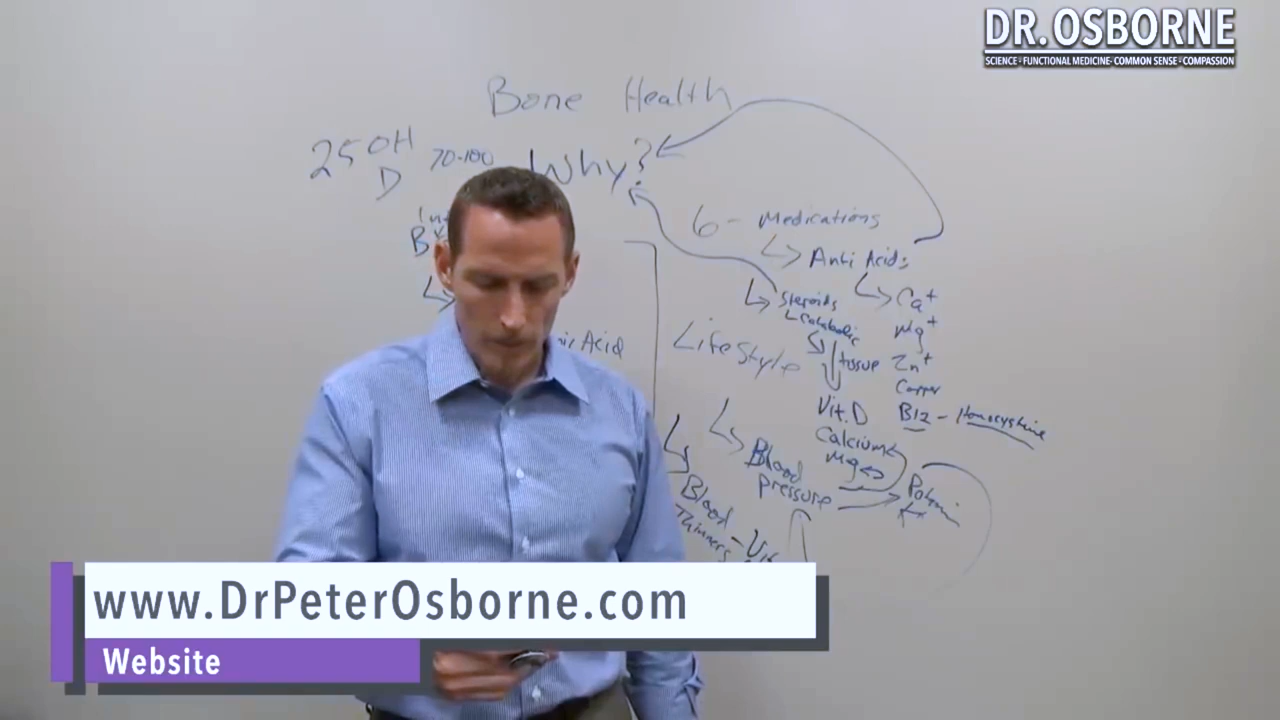 DR. OSBORNE
SCIENCE - FUNCTIONAL MEDICINE - COMMON SENSE - COMPASSION
Bone Health
25 OH
D
70-100
Why?
6 - Medications
Anti Acids
Steroids
Catabolic
tissue
Ca+
Mg+
Zn+
Copper
B12 - Homocysteine
Lifestyle
Acid
Vit. D
Calcium
Mg
Blood
pressure
K+
Blood
Thinners - Vit
www.DrPeterOsborne.com
Website